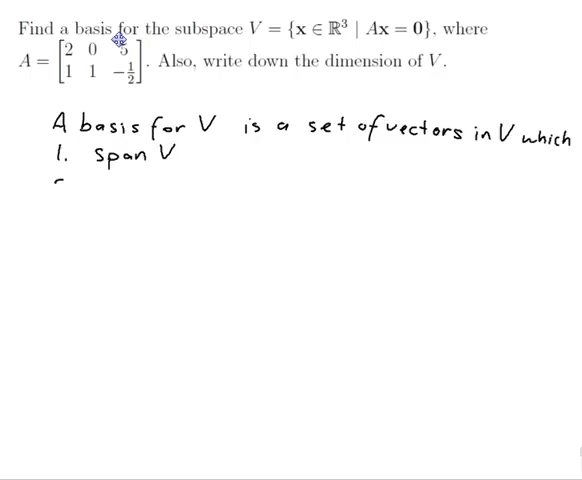 Find a basis for the subspace V = {x ∈ ℝ³ | Ax = 0}, where
A = [2 0 5; 1 1 −1/2]. Also, write down the dimension of V.
A basis for V is a set of vectors in V which
1. span V